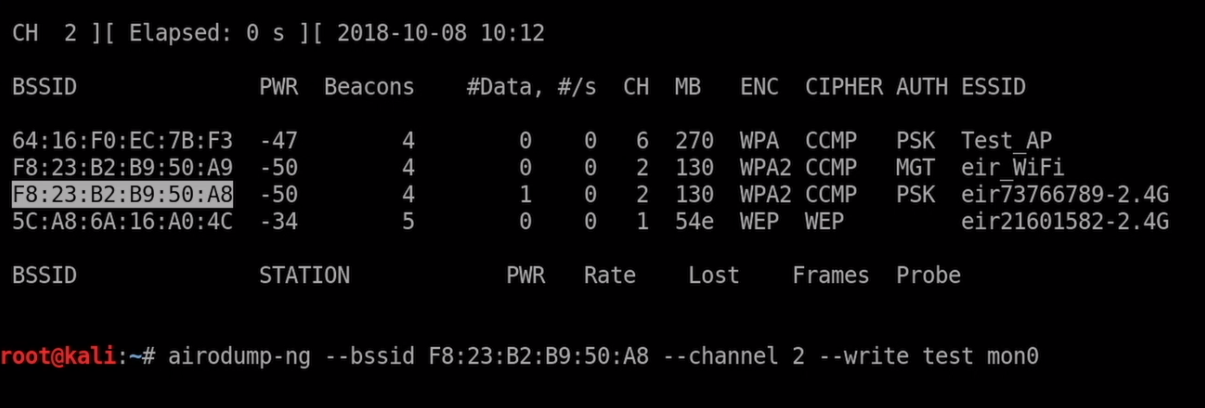 CH 2 ][ Elapsed: 0 s ][ 2018-10-08 10:12
BSSID PWR Beacons #Data, #/s CH MB ENC CIPHER AUTH ESSID
64:16:F0:EC:7B:F3 -47 4 0 0 6 270 WPA CCMP PSK Test_AP
F8:23:B2:B9:50:A9 -50 4 0 0 2 130 WPA2 CCMP MGT eir_WiFi
F8:23:B2:B9:50:A8 -50 4 1 0 2 130 WPA2 CCMP PSK eir73766789-2.4G
5C:A8:6A:16:A0:4C -34 5 0 0 1 54e WEP WEP eir21601582-2.4G
BSSID STATION PWR Rate Lost Frames Probe
root@kali:~# airodump-ng --bssid F8:23:B2:B9:50:A8 --channel 2 --write test mon0